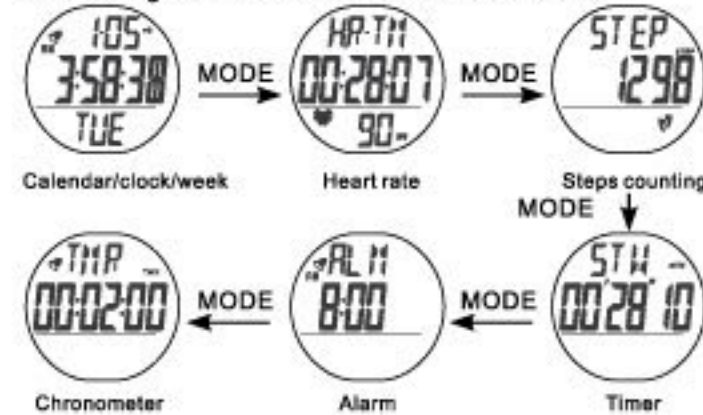 1-05
3:58:38
TUE
MODE
HR-TM
00:28:07
90
MODE
STEP
1298
Calendar/clock/week
Heart rate
Steps counting
MODE
TMR
00:02:00
MODE
ALM
8:00
MODE
STW
00'28"10
Chronometer
Alarm
Timer